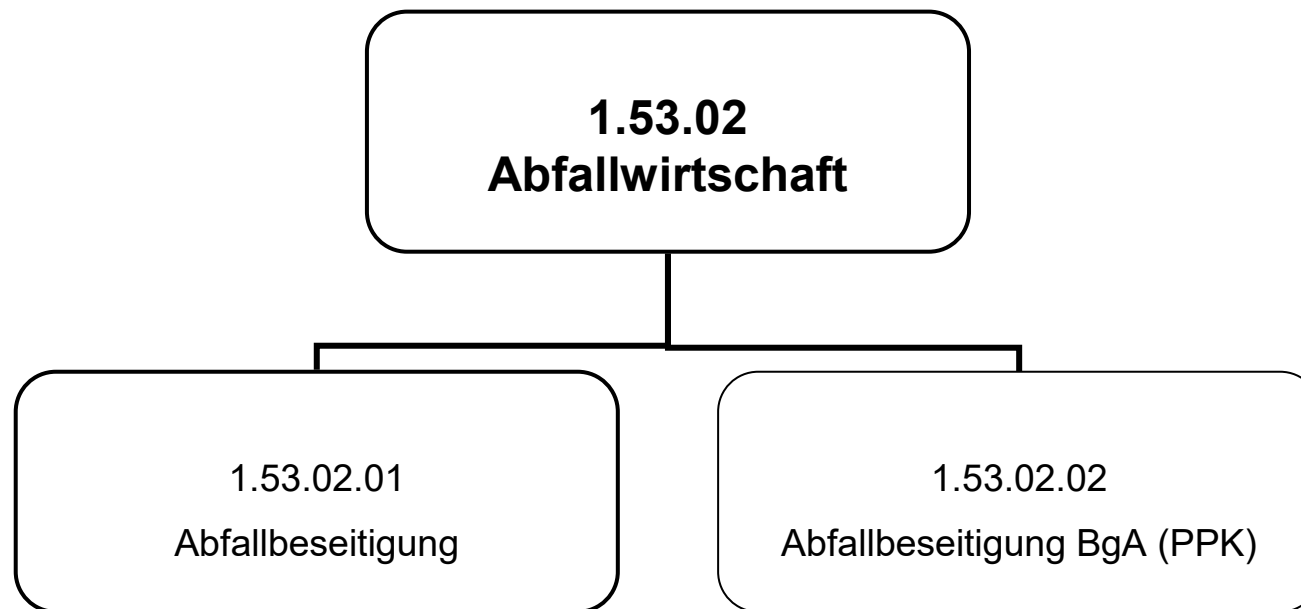 1.53.02
Abfallwirtschaft
1.53.02.01
Abfallbeseitigung
1.53.02.02
Abfallbeseitigung BgA (PPK)